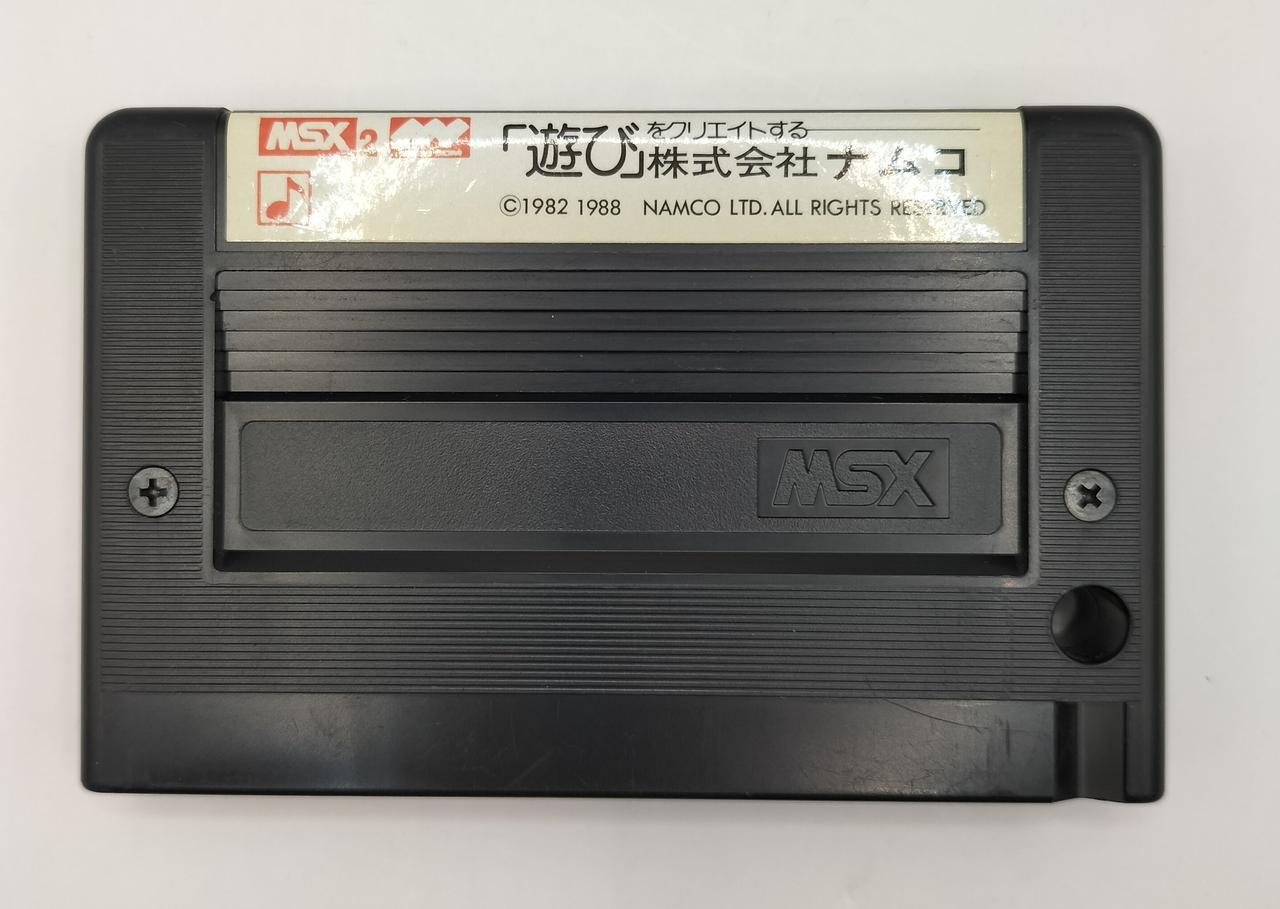 MSX 2
「遊び」をクリエイトする
株式会社ナムコ
©1982 1988 NAMCO LTD. ALL RIGHTS RESERVED
MSX